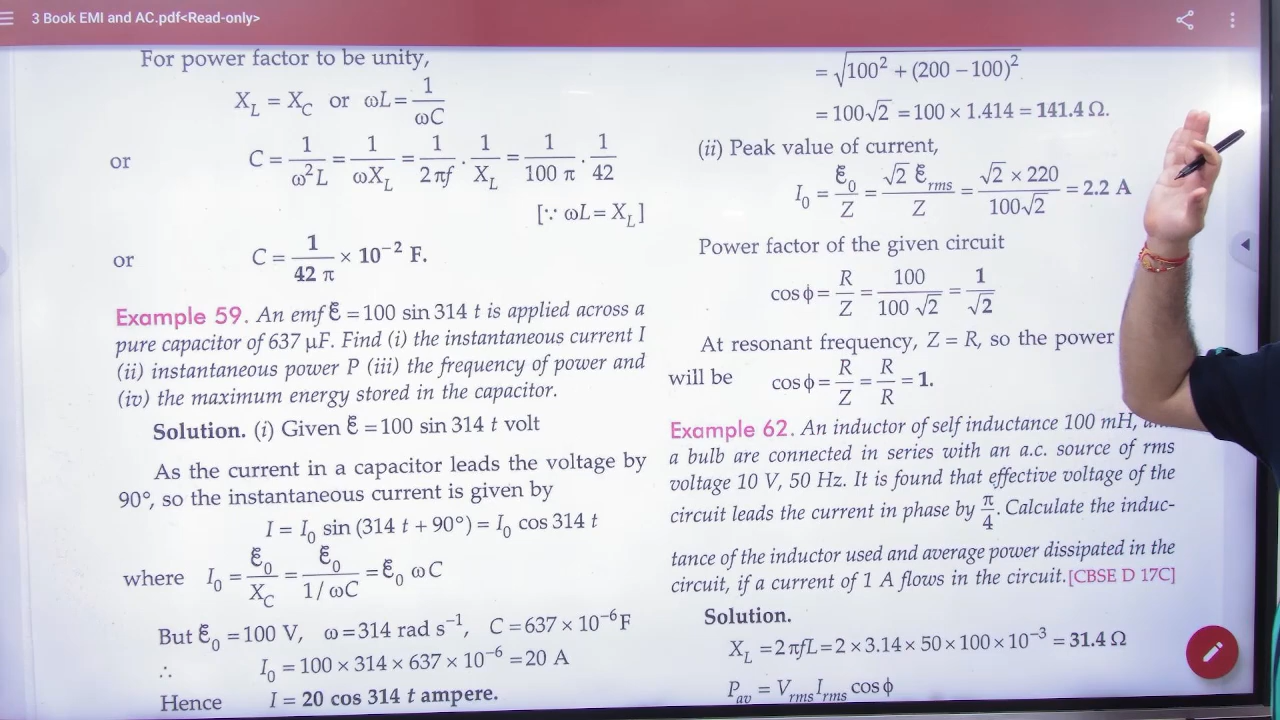 3 Book EMI and AC.pdf<Read-only>
For power factor to be unity,
X_L = X_C or ωL = 1/ωC
or C = 1/ω²L = 1/ωX_L = 1/2πf · 1/X_L = 1/100 π · 1/42
[∵ ωL = X_L]
or C = 1/42 π × 10⁻² F.
Example 59. An emf ℰ = 100 sin 314 t is applied across a
pure capacitor of 637 μF. Find (i) the instantaneous current I
(ii) instantaneous power P (iii) the frequency of power and
(iv) the maximum energy stored in the capacitor.
Solution. (i) Given ℰ = 100 sin 314 t volt
As the current in a capacitor leads the voltage by
90°, so the instantaneous current is given by
I = I₀ sin (314 t + 90°) = I₀ cos 314 t
where I₀ = ℰ₀/X_C = ℰ₀/1/ωC = ℰ₀ ωC
But ℰ₀ = 100 V, ω = 314 rad s⁻¹, C = 637 × 10⁻⁶ F
∴ I₀ = 100 × 314 × 637 × 10⁻⁶ = 20 A
Hence I = 20 cos 314 t ampere.
= √100² + (200 – 100)²
= 100√2 = 100 × 1.414 = 141.4 Ω.
(ii) Peak value of current,
I₀ = ℰ₀/Z = √2 ℰ_rms/Z = √2 × 220/100√2 = 2.2 A
Power factor of the given circuit
cos ϕ = R/Z = 100/100 √2 = 1/√2
At resonant frequency, Z = R, so the power
will be cos ϕ = R/Z = R/R = 1.
Example 62. An inductor of self inductance 100 mH,
a bulb are connected in series with an a.c. source of rms
voltage 10 V, 50 Hz. It is found that effective voltage of the
circuit leads the current in phase by π/4. Calculate the induc-
tance of the inductor used and average power dissipated in the
circuit, if a current of 1 A flows in the circuit. [CBSE D 17C]
Solution.
X_L = 2 πfL = 2 × 3.14 × 50 × 100 × 10⁻³ = 31.4 Ω
P_av = V_rms I_rms cos ϕ